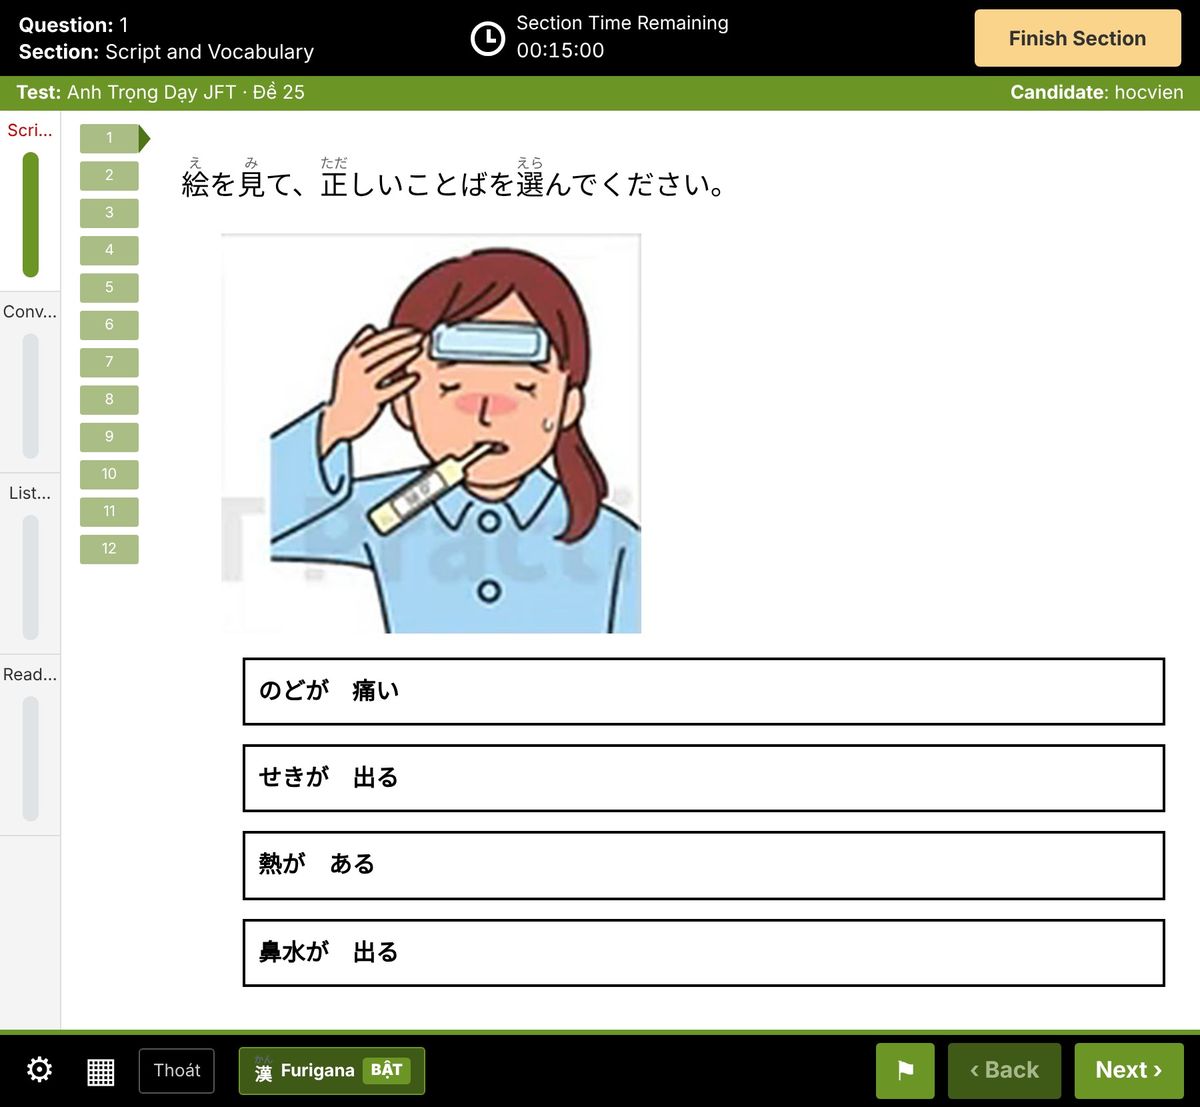 Question: 1
Section: Script and Vocabulary
Section Time Remaining
00:15:00
Finish Section
Test: Anh Trọng Dạy JFT · Đề 25
Candidate: hocvien
Scri...
Conv...
List...
Read...
1
2
3
4
5
6
7
8
9
10
11
12
え み ただ えら
絵を見て、正しいことばを選んでください。
T Pract
のどが 痛い
せきが 出る
熱が ある
鼻水が 出る
Thoát
かん
漢 Furigana BẬT
‹ Back
Next ›